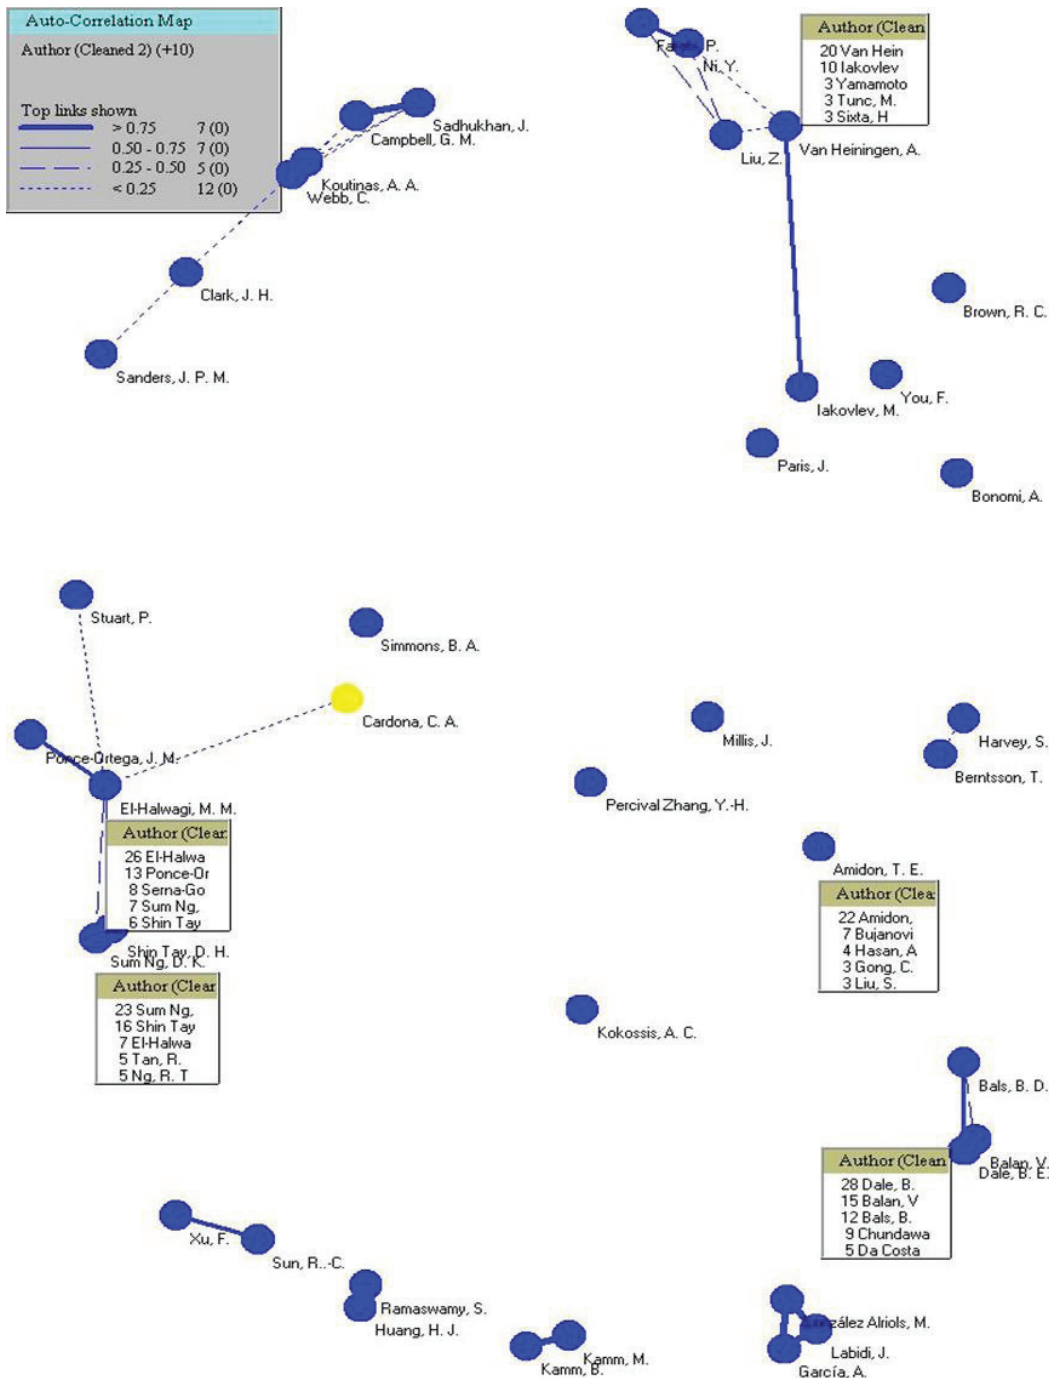 Auto-Correlation Map
Author (Cleaned 2) (+10)
Top links shown
> 0.75 7 (0)
0.50 - 0.75 7 (0)
0.25 - 0.50 5 (0)
< 0.25 12 (0)
Sadhukhan, J.
Campbell, G. M.
Koutinas, A. A.
Webb, C.
Clark, J. H.
Sanders, J. P. M.
P.
Ni, Y.
Liu, Z.
Van Heiningen, A.
Author (Clean
20 Van Hein
10 Iakovlev
3 Yamamoto
3 Tunc, M.
3 Sixta, H
Brown, R. C.
You, F.
Iakovlev, M.
Paris, J.
Bonomi, A.
Stuart, P.
Simmons, B. A.
Cardona, C. A.
Ponce-Ortega, J. M.
El-Halwagi, M. M.
Author (Clear
26 El-Halwa
13 Ponce-Or
8 Serna-Go
7 Sum Ng,
6 Shin Tay
Shin Tay, D. H.
Sum Ng, D. K.
Author (Clear
23 Sum Ng,
16 Shin Tay
7 El-Halwa
5 Tan, R.
5 Ng, R. T
Millis, J.
Harvey, S.
Berntsson, T.
Percival Zhang, Y.-H.
Amidon, T. E.
Author (Clea
22 Amidon,
7 Bujanovi
4 Hasan, A
3 Gong, C.
3 Liu, S.
Kokossis, A. C.
Bals, B. D.
Balan, V.
Dale, B. E.
Author (Clean
28 Dale, B.
15 Balan, V
12 Bals, B.
9 Chundawa
5 Da Costa
Xu, F.
Sun, R..-C.
Ramaswamy, S.
Huang, H. J.
Kamm, M.
Kamm, B.
González Alriols, M.
Labidi, J.
García, A.